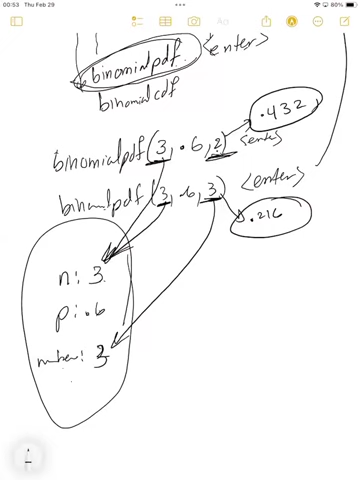 00:53 Thu Feb 29
80%
Aa
binomialpdf <enter>
binomialcdf
.432
binomialpdf(3, .6, 2) <enter>
binomialpdf(3, .6, 3) <enter>
.216
n: 3
p: .6
number: 3